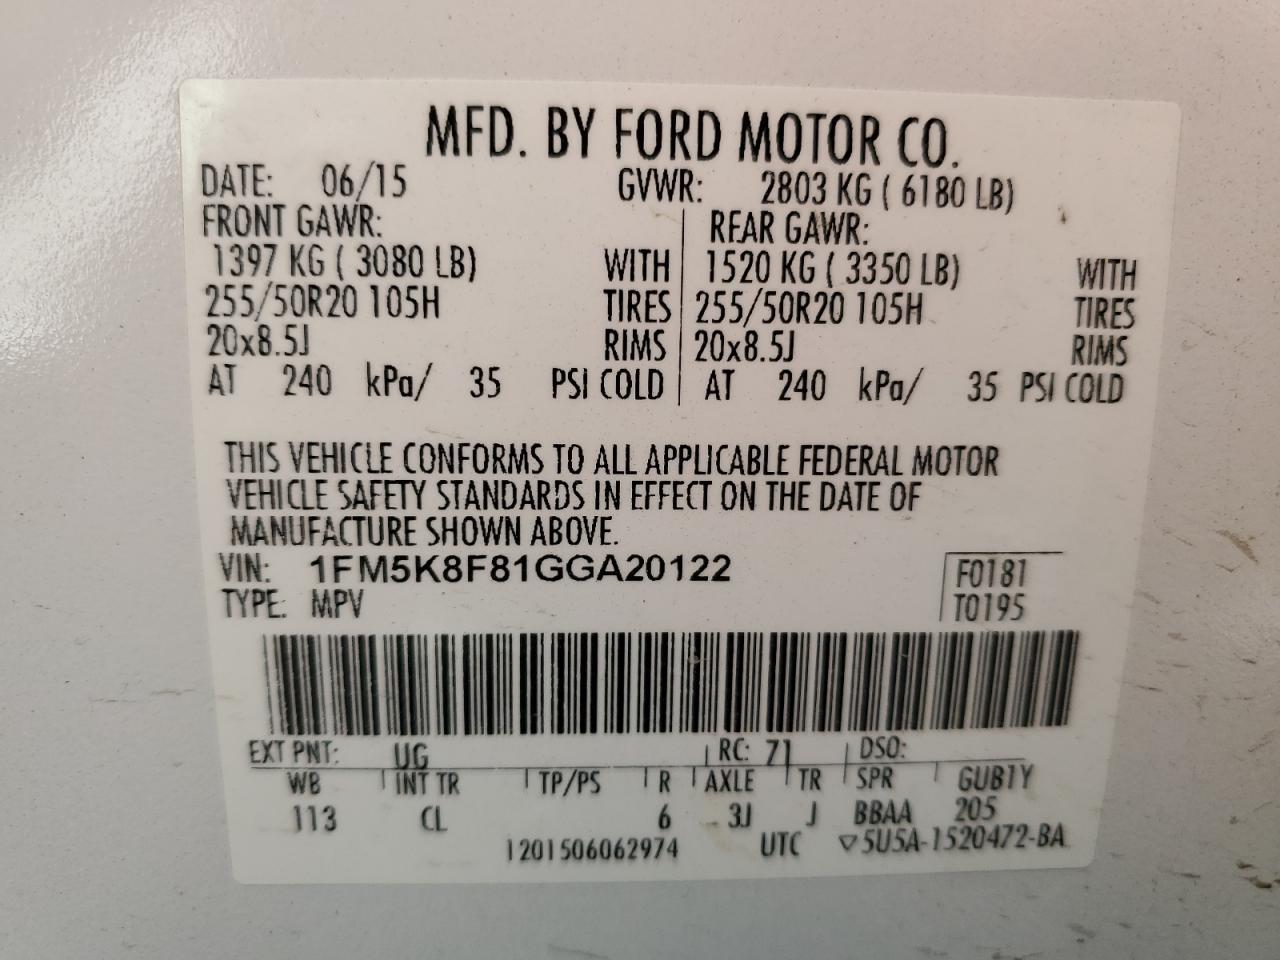 MFD. BY FORD MOTOR CO.
DATE: 06/15 GVWR: 2803 KG ( 6180 LB)
FRONT GAWR: REAR GAWR:
1397 KG ( 3080 LB) WITH 1520 KG ( 3350 LB) WITH
255/50R20 105H TIRES 255/50R20 105H TIRES
20x8.5J RIMS 20x8.5J RIMS
AT 240 kPa/ 35 PSI COLD AT 240 kPa/ 35 PSI COLD
THIS VEHICLE CONFORMS TO ALL APPLICABLE FEDERAL MOTOR
VEHICLE SAFETY STANDARDS IN EFFECT ON THE DATE OF
MANUFACTURE SHOWN ABOVE.
VIN: 1FM5K8F81GGA20122 F0181
TYPE: MPV T0195
EXT PNT: UG RC: 71 DSO:
WB INT TR TP/PS R AXLE TR SPR GUBTY
113 CL 6 3J J BBAA 205
1201506062974 UTC ▽5U5A-1520472-BA